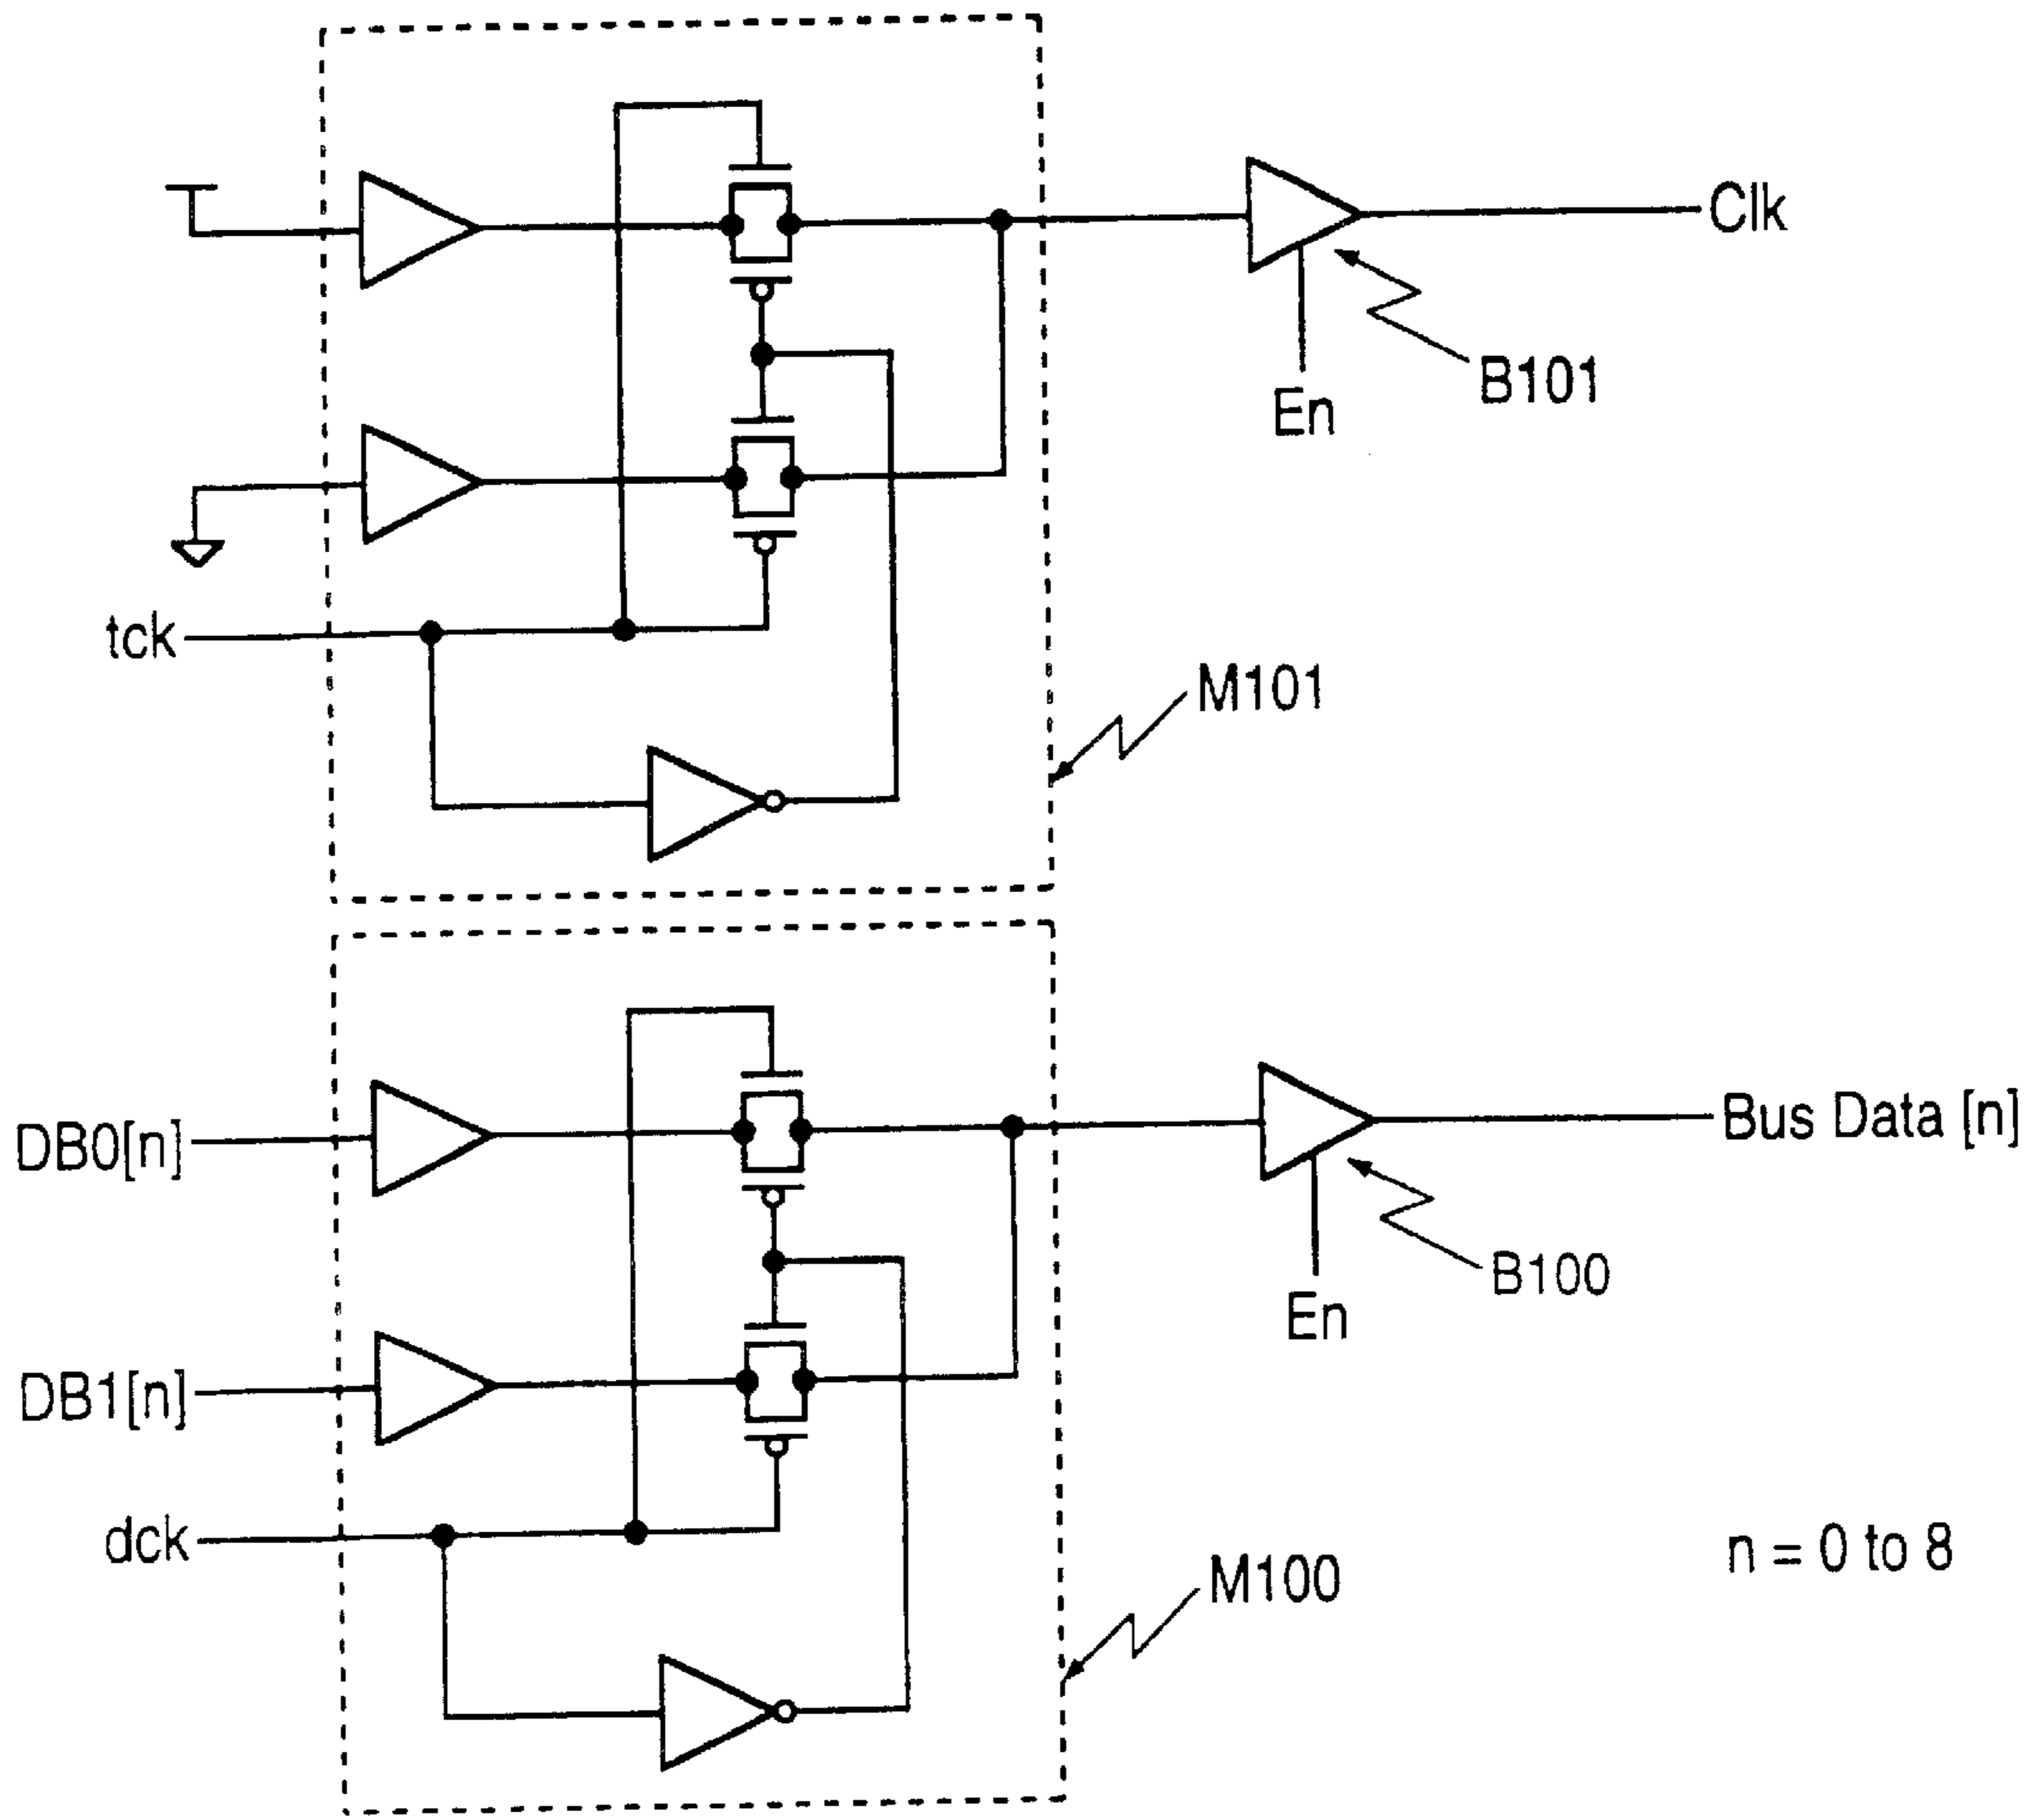 Clk
B101
En
tck
M101
DB0[n]
Bus Data [n]
B100
En
DB1[n]
dck
n = 0 to 8
M100